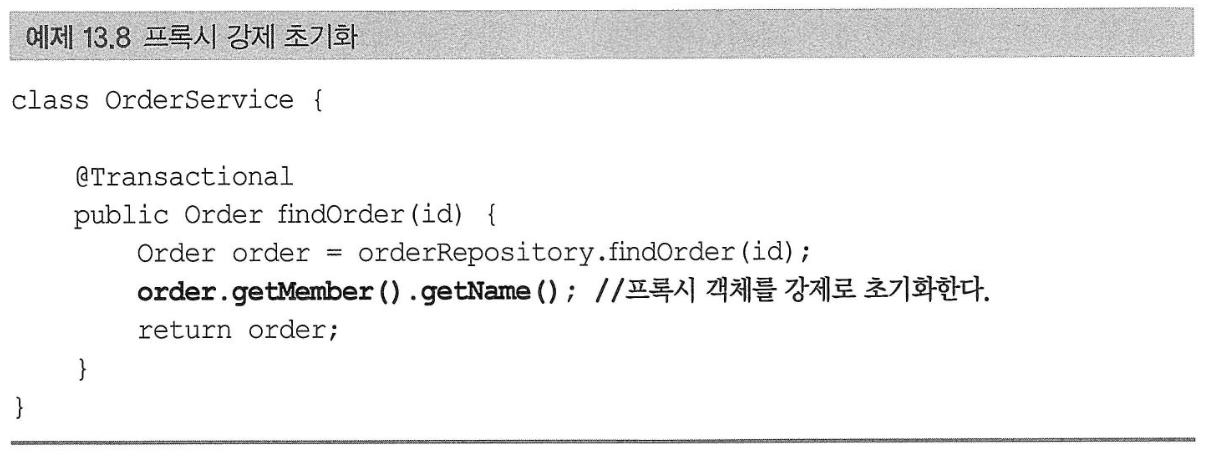 예제 13.8 프록시 강제 초기화
class OrderService {
@Transactional
public Order findOrder(id) {
Order order = orderRepository.findOrder(id);
order.getMember().getName(); //프록시 객체를 강제로 초기화한다.
return order;
}
}